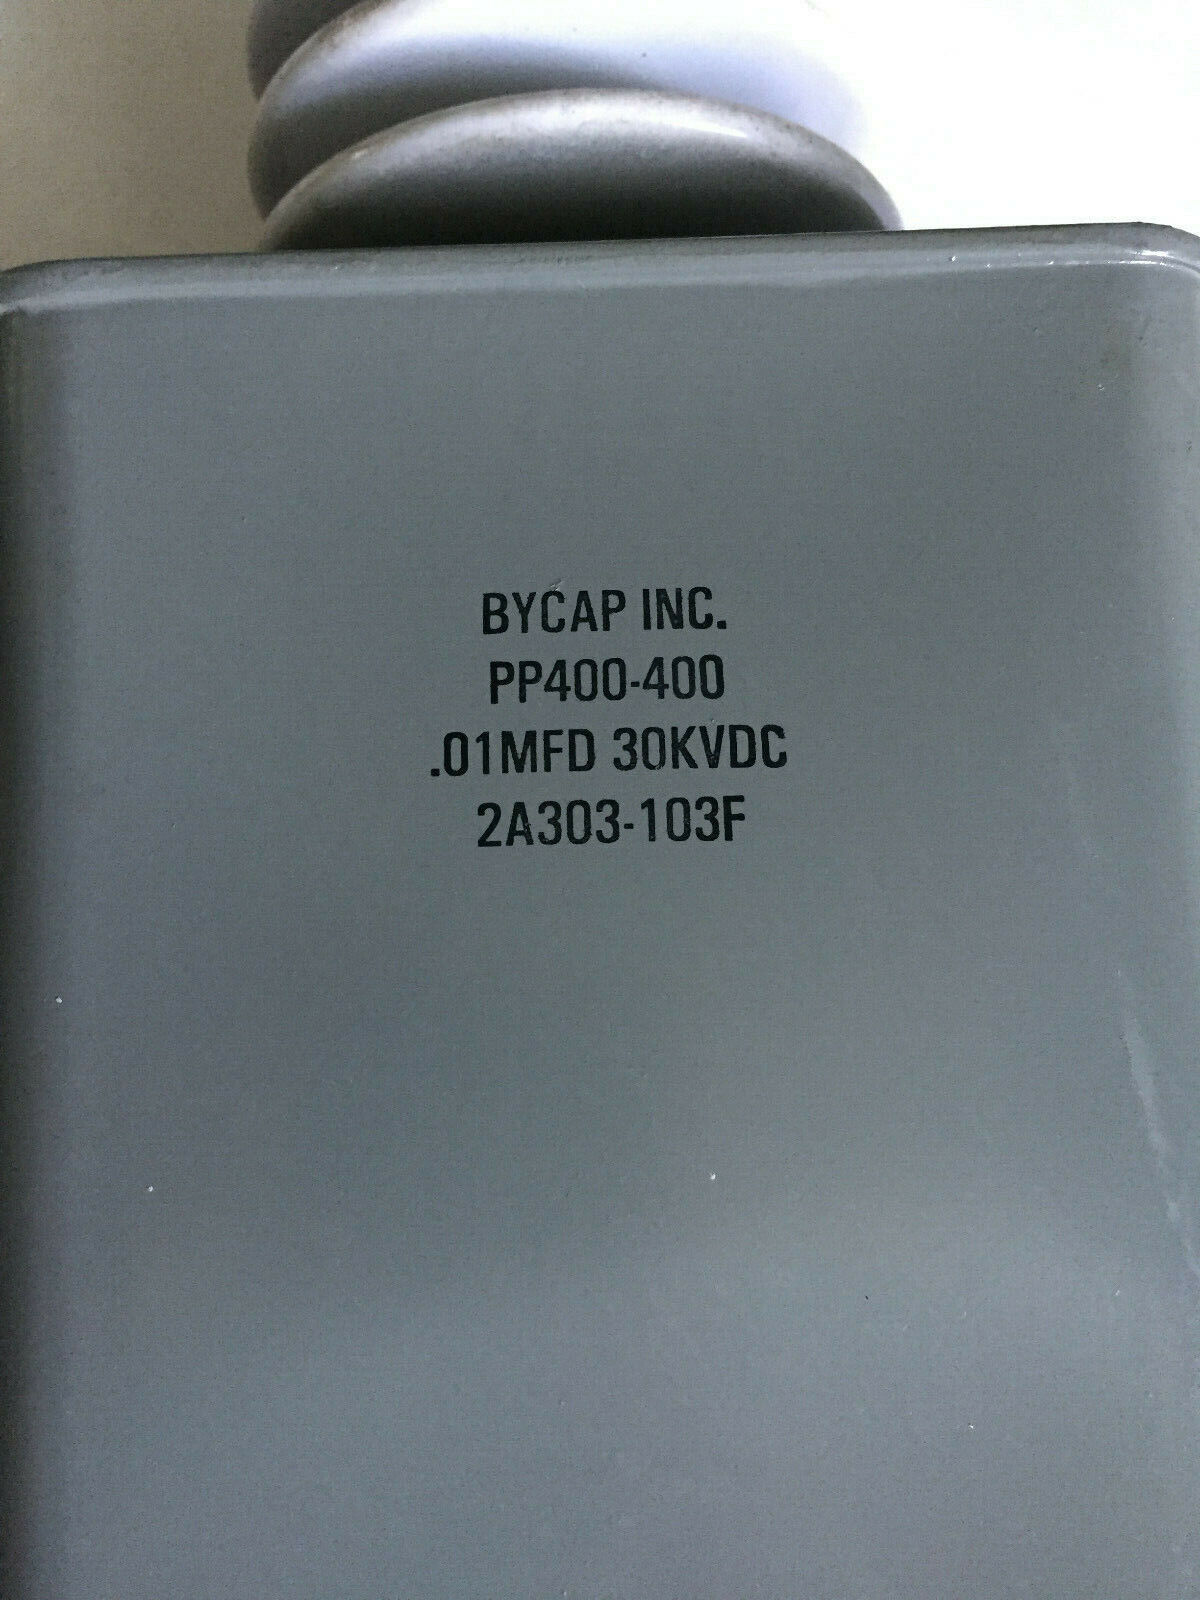 BYCAP INC.
PP400-400
.01MFD 30KVDC
2A303-103F